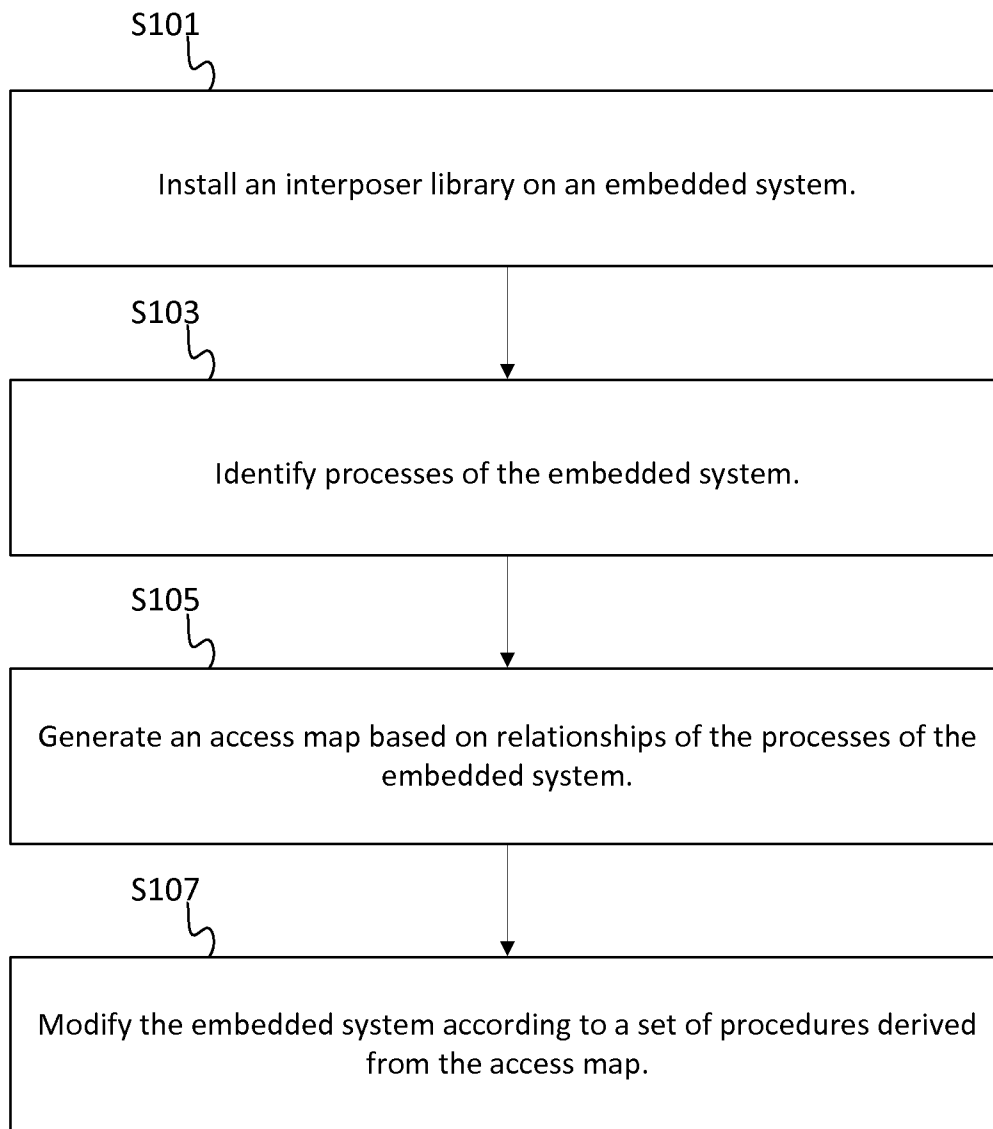 S101
Install an interposer library on an embedded system.
S103
Identify processes of the embedded system.
S105
Generate an access map based on relationships of the processes of the
embedded system.
S107
Modify the embedded system according to a set of procedures derived
from the access map.